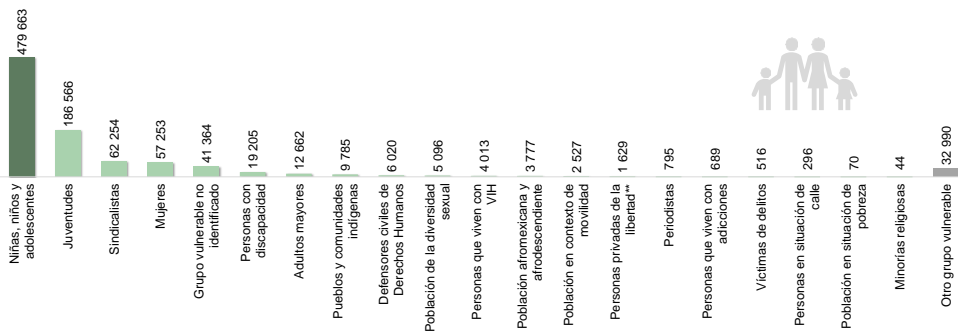 479 663
186 566
62 254
57 253
41 364
19 205
12 662
9 785
6 020
5 096
4 013
3 777
2 527
1 629
795
689
516
296
70
44
32 990
Niñas, niños y
adolescentes
Juventudes
Sindicalistas
Mujeres
Grupo vulnerable no
identificado
Personas con
discapacidad
Adultos mayores
Pueblos y comunidades
indígenas
Defensores civiles de
Derechos Humanos
Población de la diversidad
sexual
Personas que viven con
VIH
Población afromexicana y
afrodescendiente
Población en contexto de
movilidad
Personas privadas de la
libertad**
Periodistas
Personas que viven con
adicciones
Víctimas de delitos
Personas en situación de
calle
Población en situación de
pobreza
Minorías religiosas
Otro grupo vulnerable